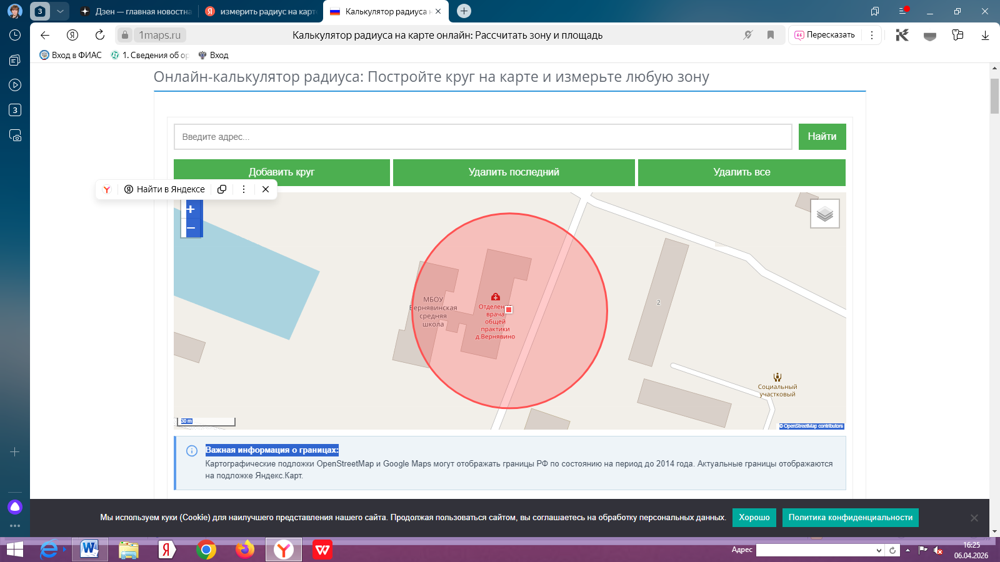 3
Дзен — главная новостна
измерить радиус на карт
Калькулятор радиуса н
1maps.ru
Калькулятор радиуса на карте онлайн: Рассчитать зону и площадь
Пересказать
Вход в ФИАС
1. Сведения об ор
Вход
3
Онлайн-калькулятор радиуса: Постройте круг на карте и измерьте любую зону
Введите адрес...
Найти
Добавить круг
Удалить последний
Удалить все
Найти в Яндексе
+
−
МБОУ
Вернявинская
средняя
школа
Отделен
врача
общей
практики
д.Вернявино
2
Социальный
участковый
30 m
© OpenStreetMap contributors
Важная информация о границах:
Картографические подложки OpenStreetMap и Google Maps могут отображать границы РФ по состоянию на период до 2014 года. Актуальные границы отображаются
на подложке Яндекс.Карт.
Мы используем куки (Cookie) для наилучшего представления нашего сайта. Продолжая пользоваться сайтом, вы соглашаетесь на обработку персональных данных.
Хорошо
Политика конфиденциальности
Адрес
16:25
06.04.2026